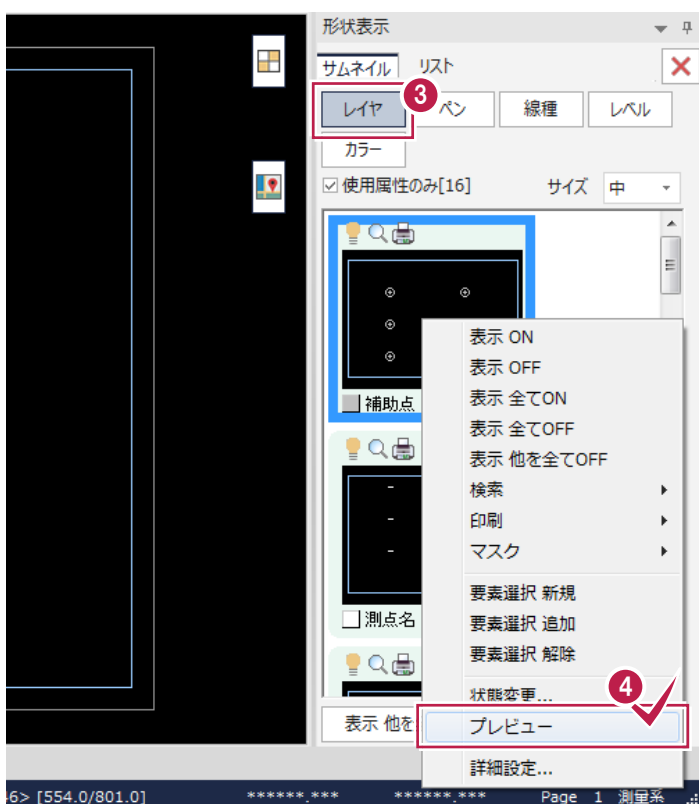 形状表示
サムネイル リスト
3
レイヤ ペン 線種 レベル
カラー
使用属性のみ[16] サイズ 中
補助点
測点名
表示 ON
表示 OFF
表示 全てON
表示 全てOFF
表示 他を全てOFF
検索
印刷
マスク
要素選択 新規
要素選択 追加
要素選択 解除
4
状態変更...
表示 他を
プレビュー
詳細設定...
46> [554.0/801.0] ******.*** ******.*** Page 1 測量系